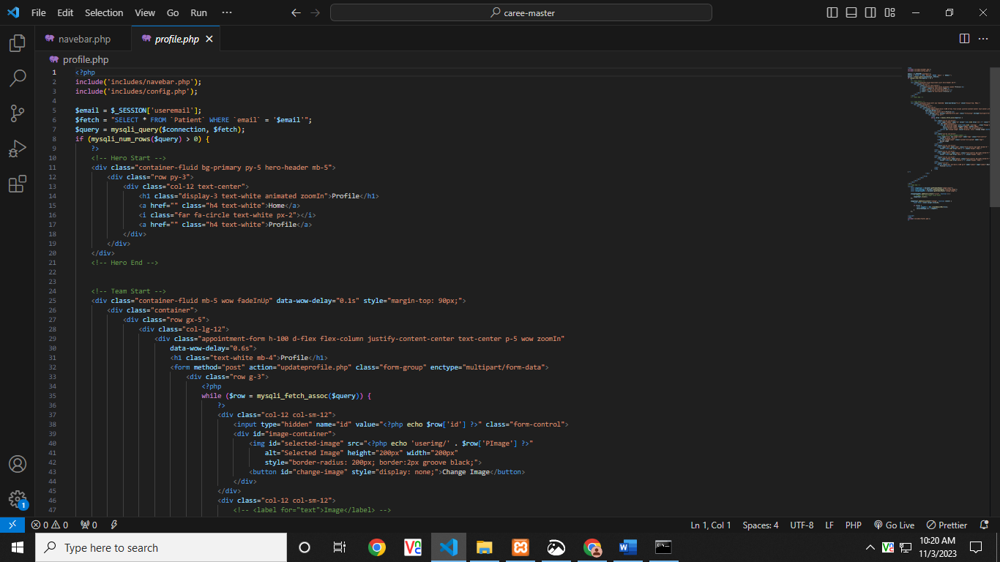 File Edit Selection View Go Run ··· caree-master
navebar.php profile.php
profile.php
1 <?php
2 include('includes/navebar.php');
3 include('includes/config.php');
4
5 $email = $_SESSION['useremail'];
6 $fetch = "SELECT * FROM `Patient` WHERE `email` = '$email'";
7 $query = mysqli_query($connection, $fetch);
8 if (mysqli_num_rows($query) > 0) {
9 ?>
10 <!-- Hero Start -->
11 <div class="container-fluid bg-primary py-5 hero-header mb-5">
12 <div class="row py-3">
13 <div class="col-12 text-center">
14 <h1 class="display-3 text-white animated zoomIn">Profile</h1>
15 <a href="" class="h4 text-white">Home</a>
16 <i class="far fa-circle text-white px-2"></i>
17 <a href="" class="h4 text-white">Profile</a>
18 </div>
19 </div>
20 </div>
21 <!-- Hero End -->
22
23
24 <!-- Team Start -->
25 <div class="container-fluid mb-5 wow fadeInUp" data-wow-delay="0.1s" style="margin-top: 90px;">
26 <div class="container">
27 <div class="row gx-5">
28 <div class="col-lg-12">
29 <div class="appointment-form h-100 d-flex flex-column justify-content-center text-center p-5 wow zoomIn"
30 data-wow-delay="0.6s">
31 <h1 class="text-white mb-4">Profile</h1>
32 <form method="post" action="updateprofile.php" class="form-group" enctype="multipart/form-data">
33 <div class="row g-3">
34 <?php
35 while ($row = mysqli_fetch_assoc($query)) {
36 ?>
37 <div class="col-12 col-sm-12">
38 <input type="hidden" name="id" value="<?php echo $row['id'] ?>" class="form-control">
39 <div id="image-container">
40 <img id="selected-image" src="<?php echo 'userimg/' . $row['PImage'] ?>"
41 alt="Selected Image" height="200px" width="200px"
42 style="border-radius: 200px; border:2px groove black;">
43 <button id="change-image" style="display: none;">Change Image</button>
44 </div>
45 </div>
46 <div class="col-12 col-sm-12">
47 <!-- <label for="text">Image</label> -->
1
0 0 0 Ln 1, Col 1 Spaces: 4 UTF-8 LF PHP Go Live Prettier
Type here to search
10:20 AM
11/3/2023